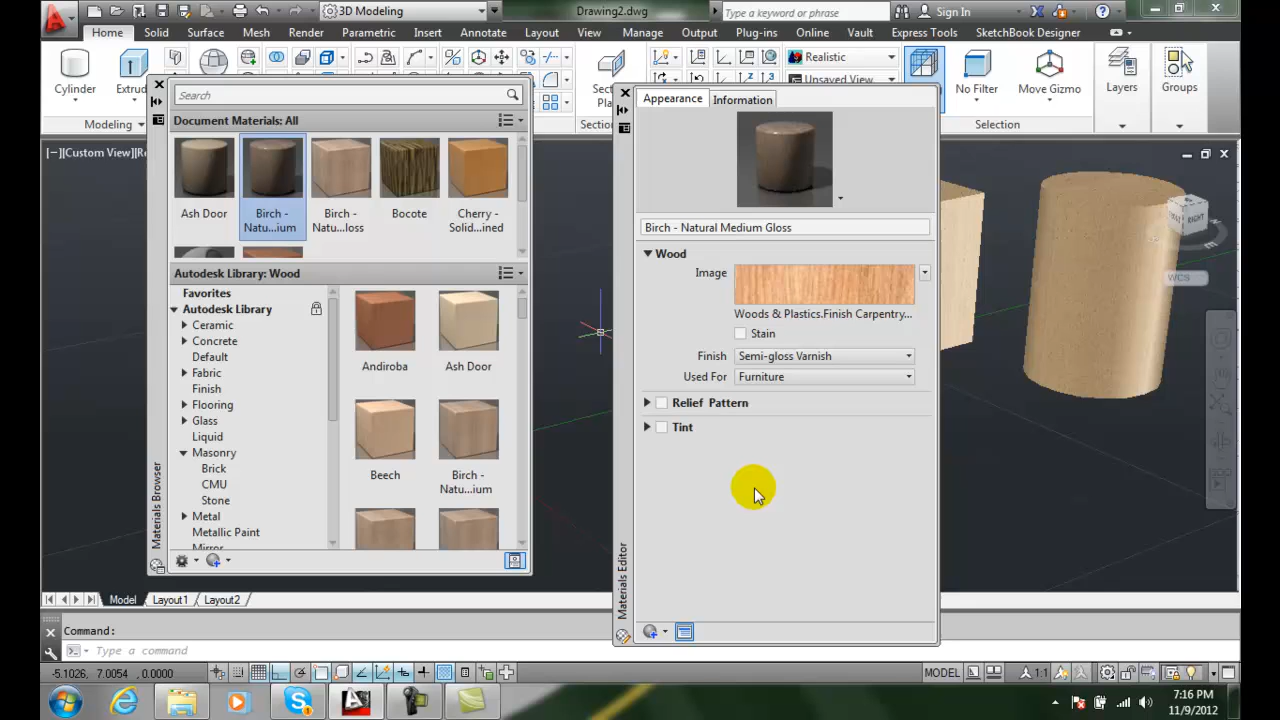 3D Modeling
Drawing2.dwg
Type a keyword or phrase
Sign In
Home Solid Surface Mesh Render Parametric Insert Annotate Layout View Manage Output Plug-ins Online Vault Express Tools SketchBook Designer
Realistic
Unsaved View
Cylinder
Extrud
Modeling
Sec
Pla
Section
No Filter
Move Gizmo
Layers
Groups
Selection
[−][Custom View][Re
Search
Document Materials: All
Ash Door
Birch -
Natu...ium
Birch -
Natu...loss
Bocote
Cherry -
Solid...ined
Autodesk Library: Wood
Favorites
Autodesk Library
Ceramic
Concrete
Default
Fabric
Finish
Flooring
Glass
Liquid
Masonry
Brick
CMU
Stone
Metal
Metallic Paint
Mirror
Andiroba
Ash Door
Beech
Birch -
Natu...ium
Materials Browser
Appearance
Information
Birch - Natural Medium Gloss
Wood
Image
Woods & Plastics.Finish Carpentry...
Stain
Finish Semi-gloss Varnish
Used For Furniture
Relief Pattern
Tint
Materials Editor
RIGHT
WCS
Model Layout1 Layout2
Command:
Type a command
-5.1026, 7.0054, 0.0000
MODEL
1:1
7:16 PM
11/9/2012